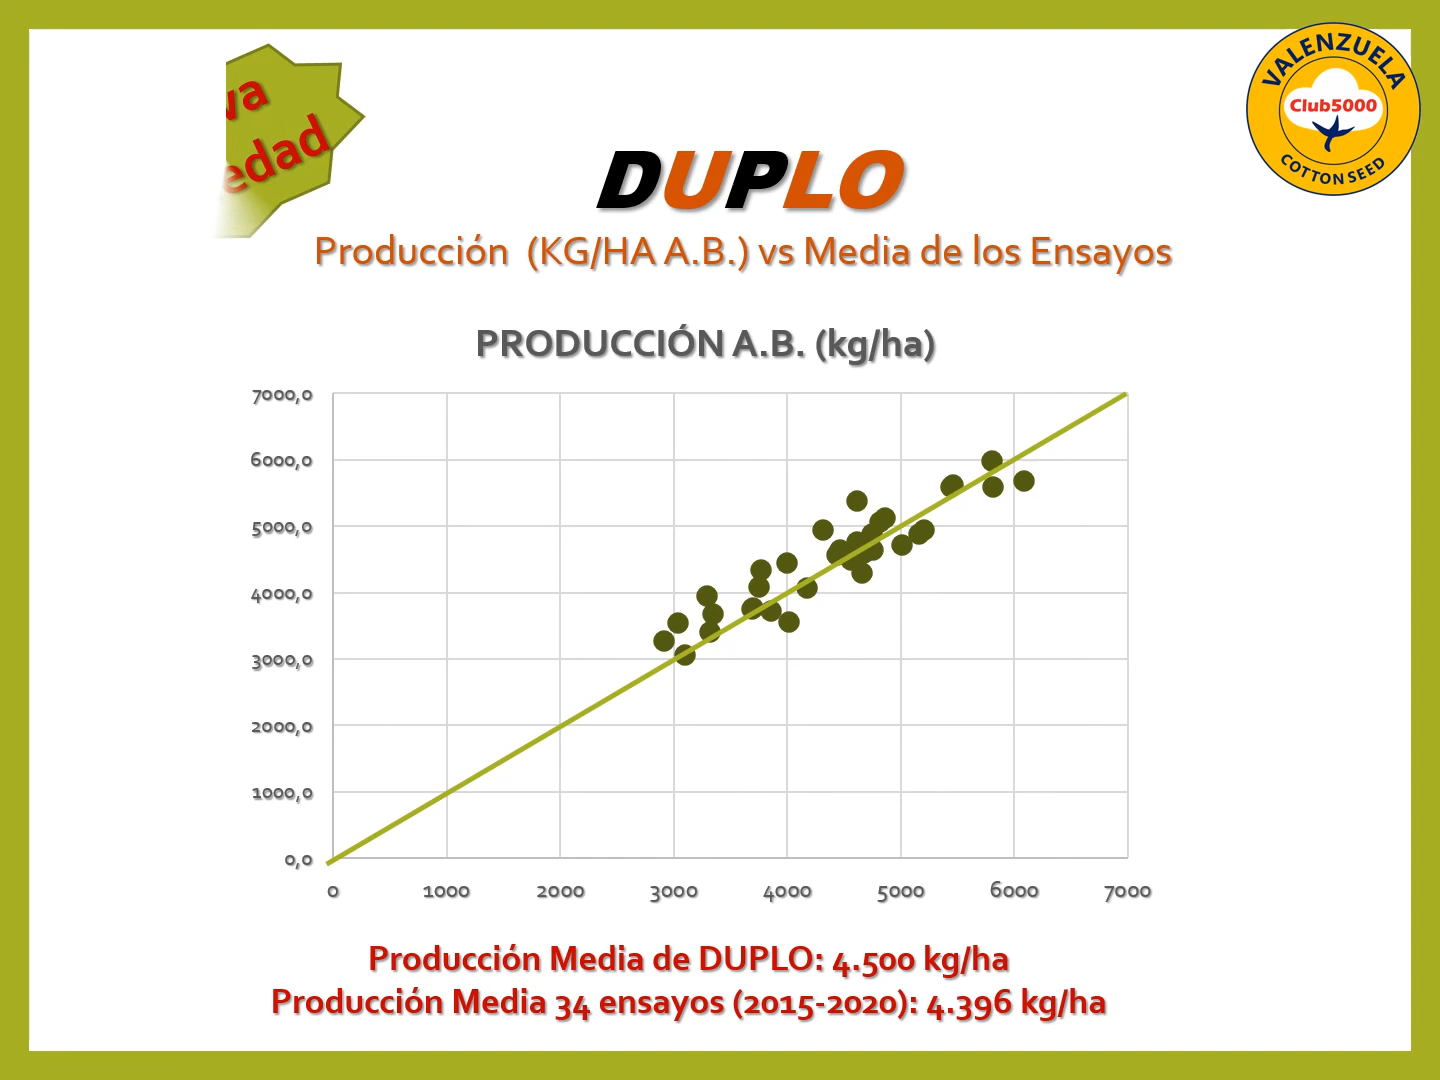 VALENZUELA
Club5000
COTTON SEED
DUPLO
Producción (KG/HA A.B.) vs Media de los Ensayos
PRODUCCIÓN A.B. (kg/ha)
7000,0
6000,0
5000,0
4000,0
3000,0
2000,0
1000,0
0,0
0 1000 2000 3000 4000 5000 6000 7000
Producción Media de DUPLO: 4.500 kg/ha
Producción Media 34 ensayos (2015-2020): 4.396 kg/ha